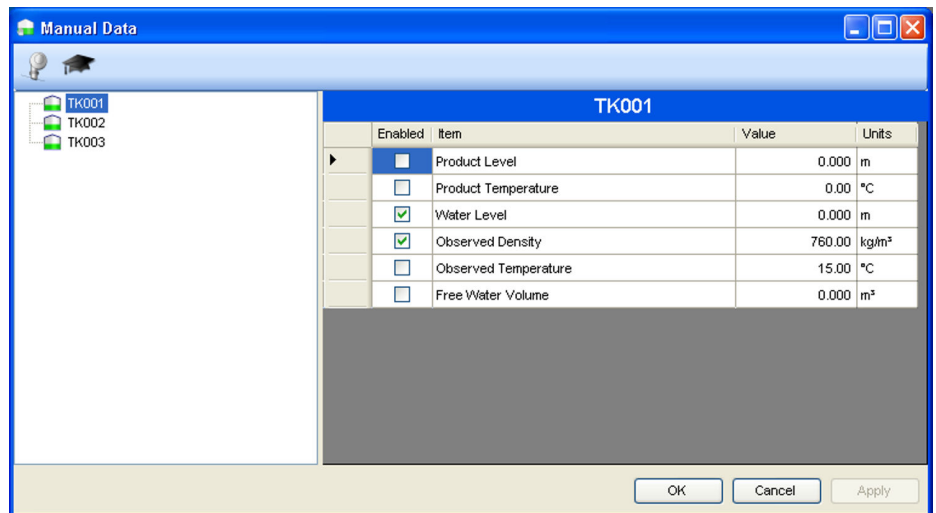 Manual Data
TK001
TK002
TK003
TK001
Enabled Item Value Units
Product Level 0.000 m
Product Temperature 0.00 °C
Water Level 0.000 m
Observed Density 760.00 kg/m³
Observed Temperature 15.00 °C
Free Water Volume 0.000 m³
OK Cancel Apply